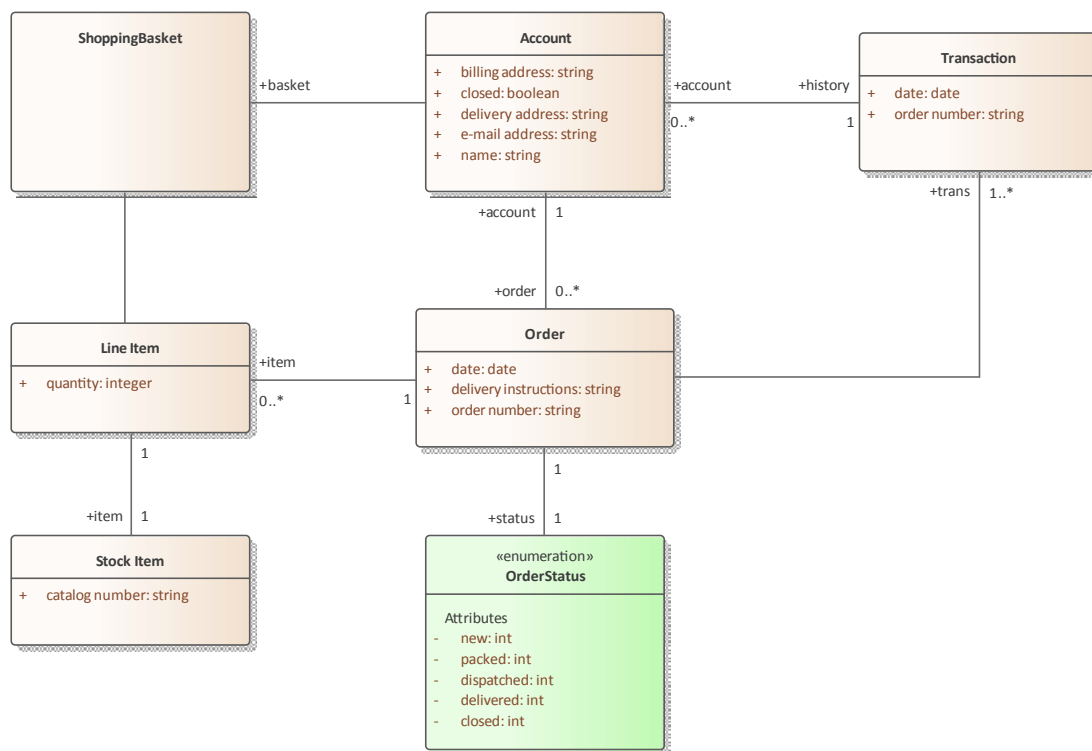 ShoppingBasket
+basket
Account
+ billing address: string
+ closed: boolean
+ delivery address: string
+ e-mail address: string
+ name: string
+account
0..*
+history
1
Transaction
+ date: date
+ order number: string
+trans
1..*
+account
1
+order
0..*
Line Item
+ quantity: integer
+item
0..*
1
Order
+ date: date
+ delivery instructions: string
+ order number: string
1
+item
1
1
+status
1
Stock Item
+ catalog number: string
«enumeration»
OrderStatus
Attributes
- new: int
- packed: int
- dispatched: int
- delivered: int
- closed: int